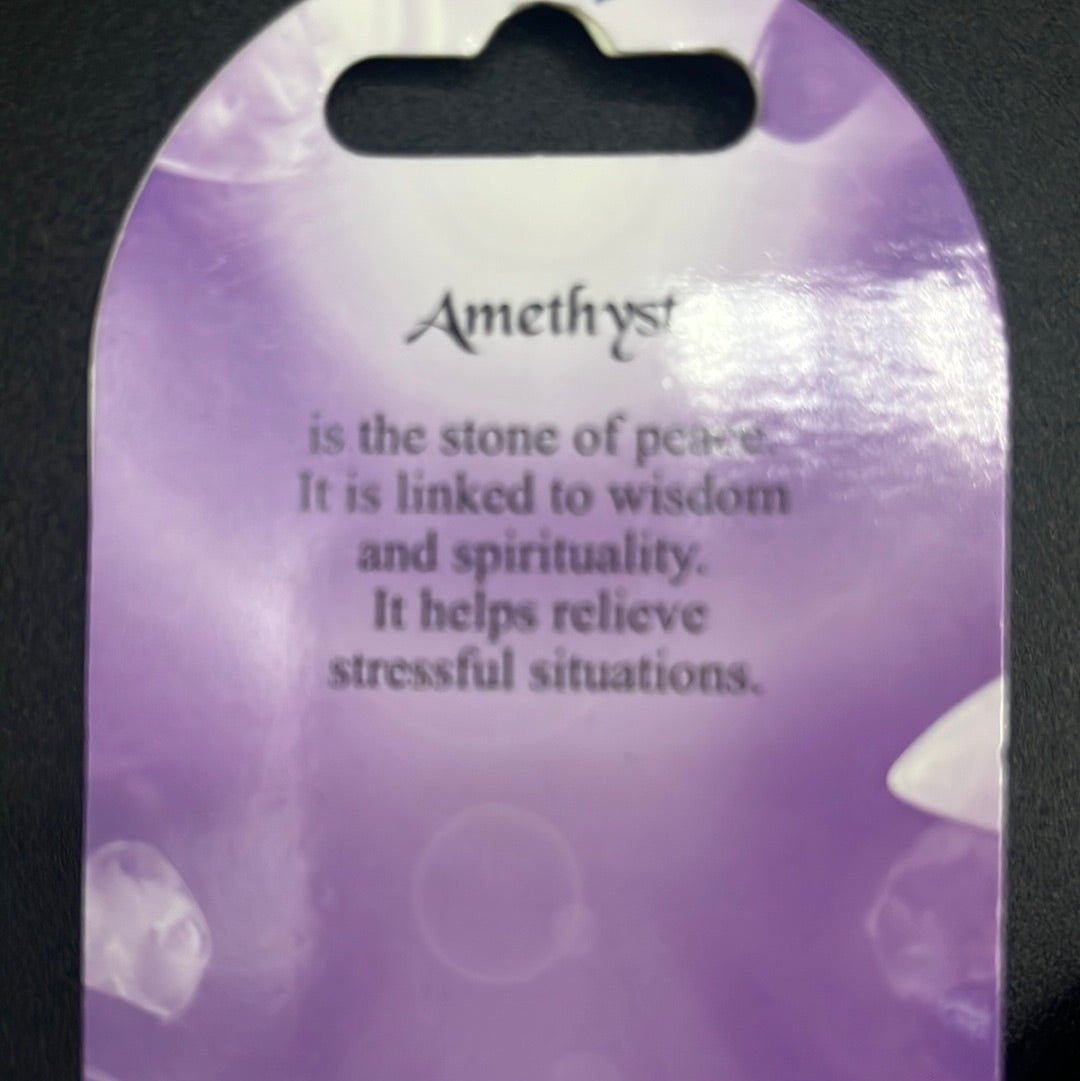 Amethyst
is the stone of peace.
It is linked to wisdom
and spirituality.
It helps relieve
stressful situations.